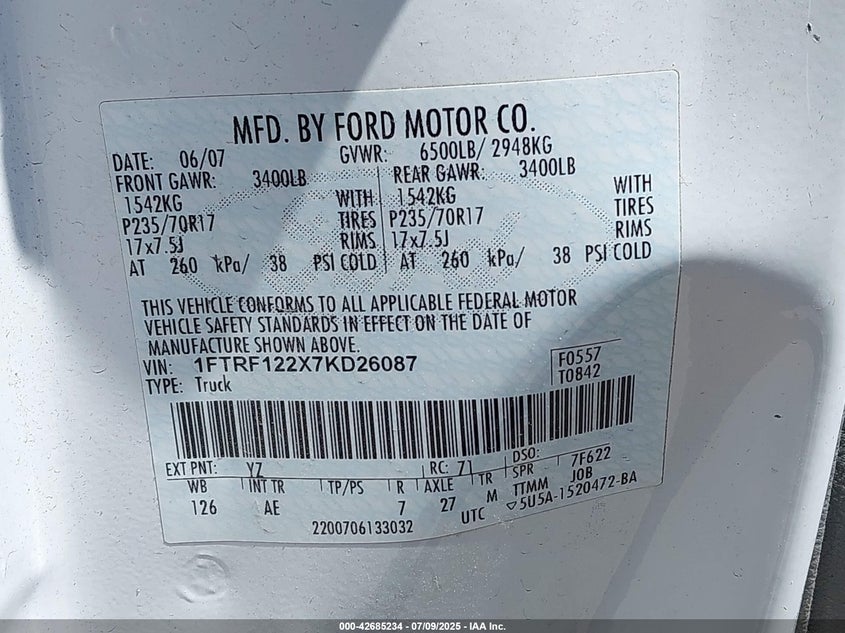 MFD. BY FORD MOTOR CO.
DATE: 06/07 GVWR: 6500LB/ 2948KG
FRONT GAWR: 3400LB REAR GAWR: 3400LB
1542KG WITH 1542KG WITH
P235/70R17 TIRES P235/70R17 TIRES
17x7.5J RIMS 17x7.5J RIMS
AT 260 kPa/ 38 PSI COLD AT 260 kPa/ 38 PSI COLD
THIS VEHICLE CONFORMS TO ALL APPLICABLE FEDERAL MOTOR
VEHICLE SAFETY STANDARDS IN EFFECT ON THE DATE OF
MANUFACTURE SHOWN ABOVE.
VIN: 1FTRF122X7KD26087 F0557
TYPE: Truck T0842
EXT PNT: YZ RC: 71 DSO: 7F622
WB INT TR TP/PS R AXLE TR SPR JOB
126 AE 7 27 M TTMM
UTC ▽5U5A-1520472-BA
2200706133032
000-42685234 | 07/09/2025 - IAA Inc.